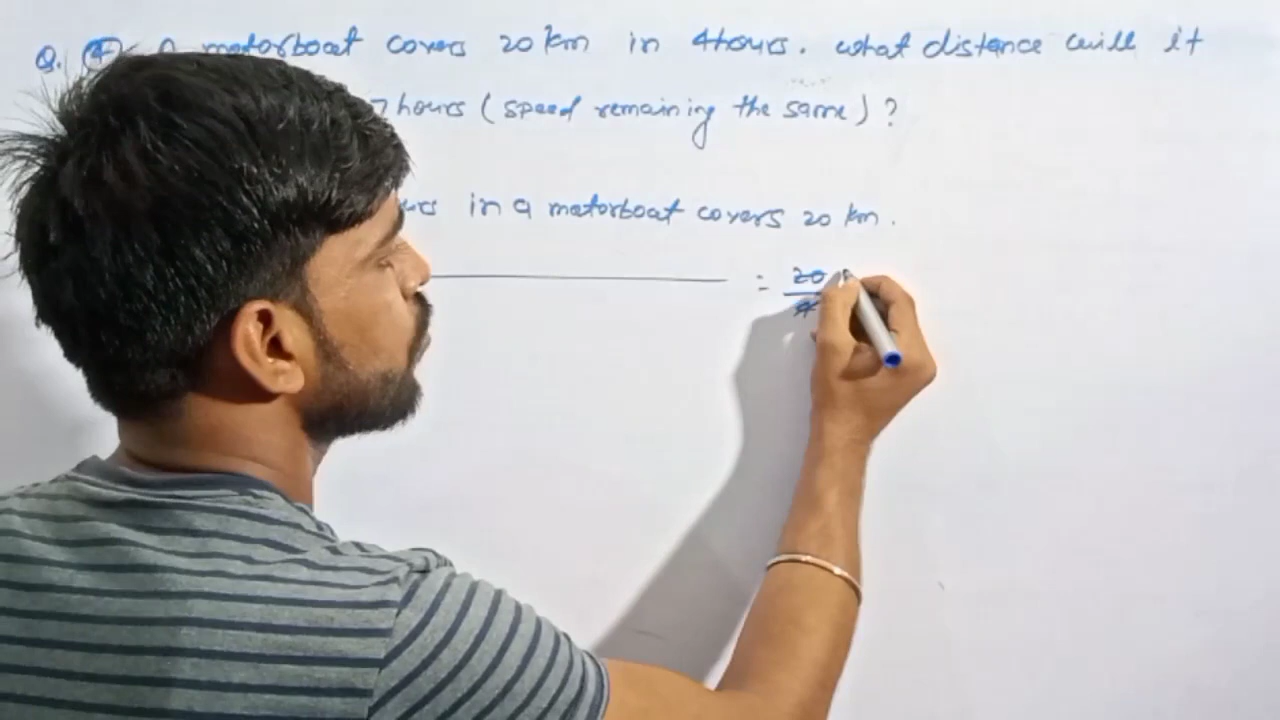 Q. motorboat covers 20 km in 4 hours. what distance will it
7 hours (speed remaining the same) ?
in a motorboat covers 20 km.
= 20
4